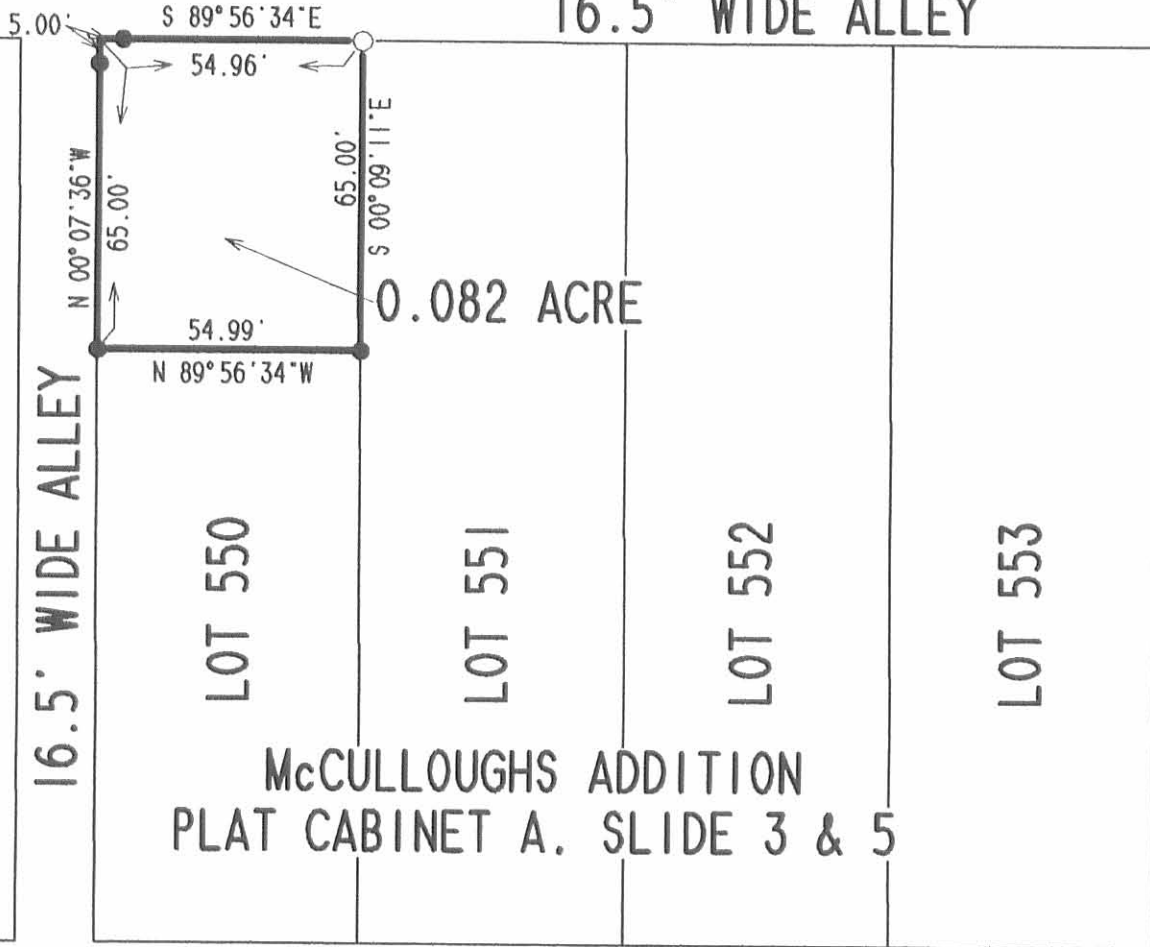 5.00'
S 89°56'34"E
16.5' WIDE ALLEY
54.96'
N 00°07'36"W
65.00'
65.00'
S 00°09'11"E
0.082 ACRE
54.99'
N 89°56'34"W
16.5' WIDE ALLEY
LOT 550
LOT 551
LOT 552
LOT 553
McCULLOUGHS ADDITION
PLAT CABINET A. SLIDE 3 & 5